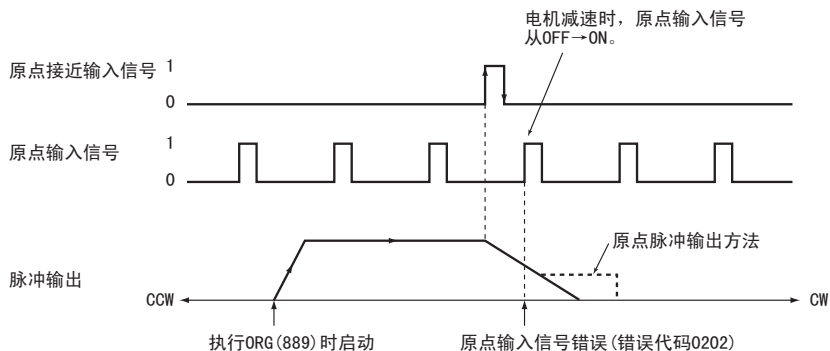 电机减速时，原点输入信号
从OFF→ON。
原点接近输入信号
1
0
原点输入信号
1
0
原点脉冲输出方法
脉冲输出
CCW
CW
执行ORG(889)时启动
原点输入信号错误(错误代码0202)